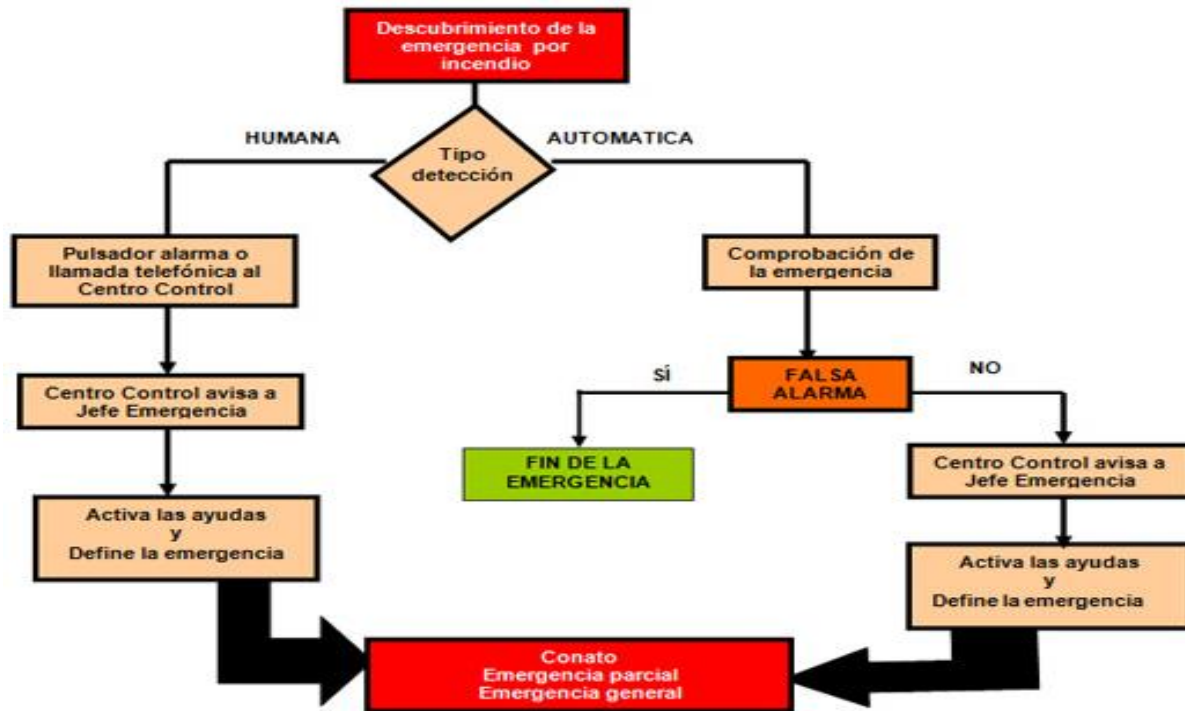 Descubrimiento de la
emergencia por
incendio
HUMANA
AUTOMATICA
Tipo
detección
Pulsador alarma o
llamada telefónica al
Centro Control
Comprobación de
la emergencia
Centro Control avisa a
Jefe Emergencia
SÍ
FALSA
ALARMA
NO
FIN DE LA
EMERGENCIA
Centro Control avisa a
Jefe Emergencia
Activa las ayudas
y
Define la emergencia
Activa las ayudas
y
Define la emergencia
Conato
Emergencia parcial
Emergencia general